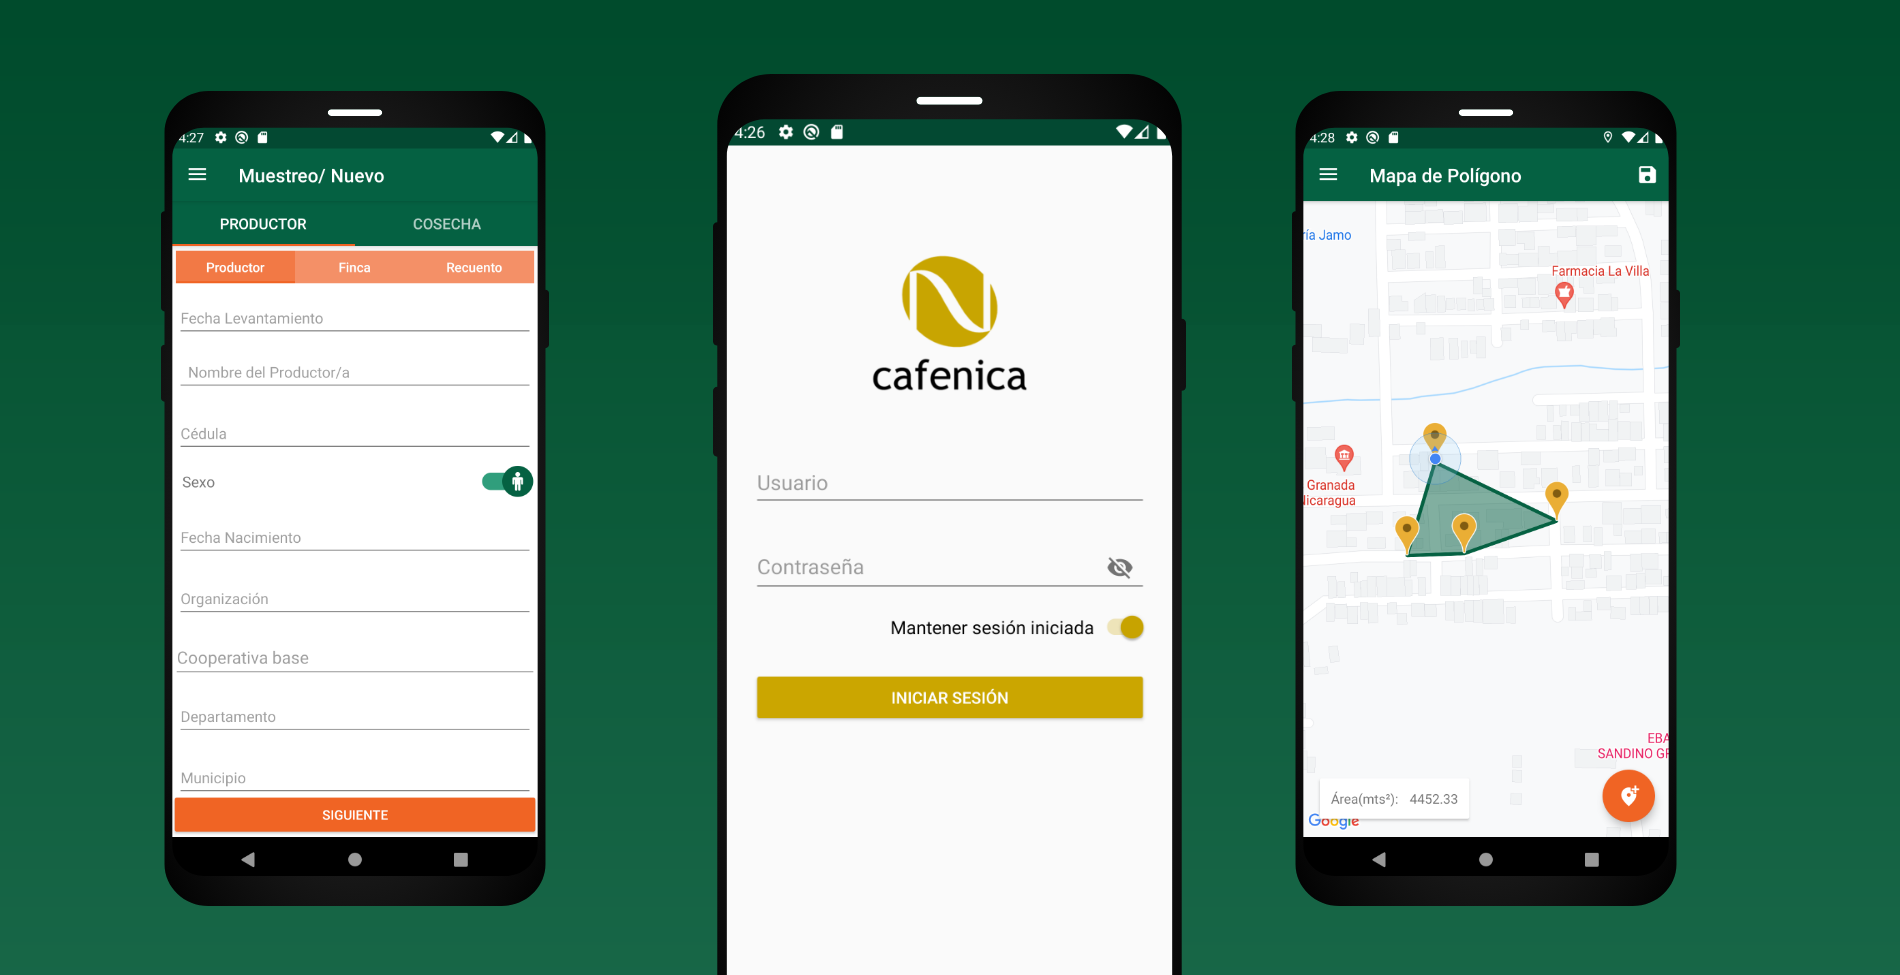 4:27
Muestreo/ Nuevo
PRODUCTOR COSECHA
Productor Finca Recuento
Fecha Levantamiento
Nombre del Productor/a
Cédula
Sexo
Fecha Nacimiento
Organización
Cooperativa base
Departamento
Municipio
SIGUIENTE
4:26
cafenica
Usuario
Contraseña
Mantener sesión iniciada
INICIAR SESIÓN
4:28
Mapa de Polígono
ría Jamo
Farmacia La Villa
Granada
Nicaragua
EBA
SANDINO GR
Área(mts²): 4452.33
Google